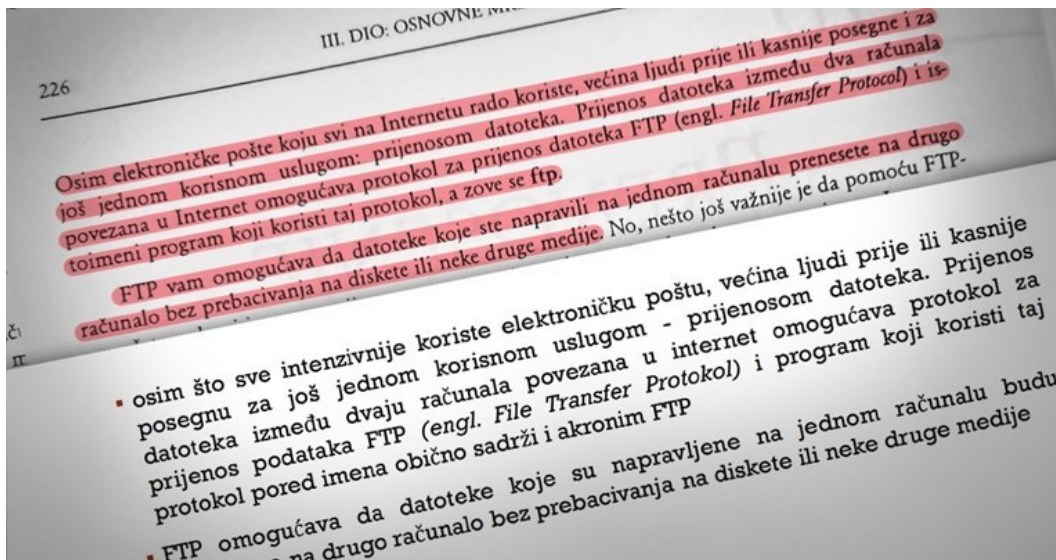 226
III. DIO: OSNOVNE
Osim elektroničke pošte koju svi na Internetu rado koriste, većina ljudi prije ili kasnije posegne i za
još jednom korisnom uslugom: prijenosom datoteka. Prijenos datoteka između dva računala
povezana u Internet omogućava protokol za prijenos datoteka FTP (engl. File Transfer Protocol) i is-
toimeni program koji koristi taj protokol, a zove se ftp.
FTP vam omogućava da datoteke koje ste napravili na jednom računalu prenesete na drugo
računalo bez prebacivanja na diskete ili neke druge medije. No, nešto još važnije je da pomoću FTP-
▪ osim što sve intenzivnije koriste elektroničku poštu, većina ljudi prije ili kasnije
posegnu za još jednom korisnom uslugom - prijenosom datoteka. Prijenos
datoteka između dvaju računala povezana u internet omogućava protokol za
prijenos podataka FTP (engl. File Transfer Protokol) i program koji koristi taj
protokol pored imena obično sadrži i akronim FTP
▪ FTP omogućava da datoteke koje su napravljene na jednom računalu budu
na drugo računalo bez prebacivanja na diskete ili neke druge medije